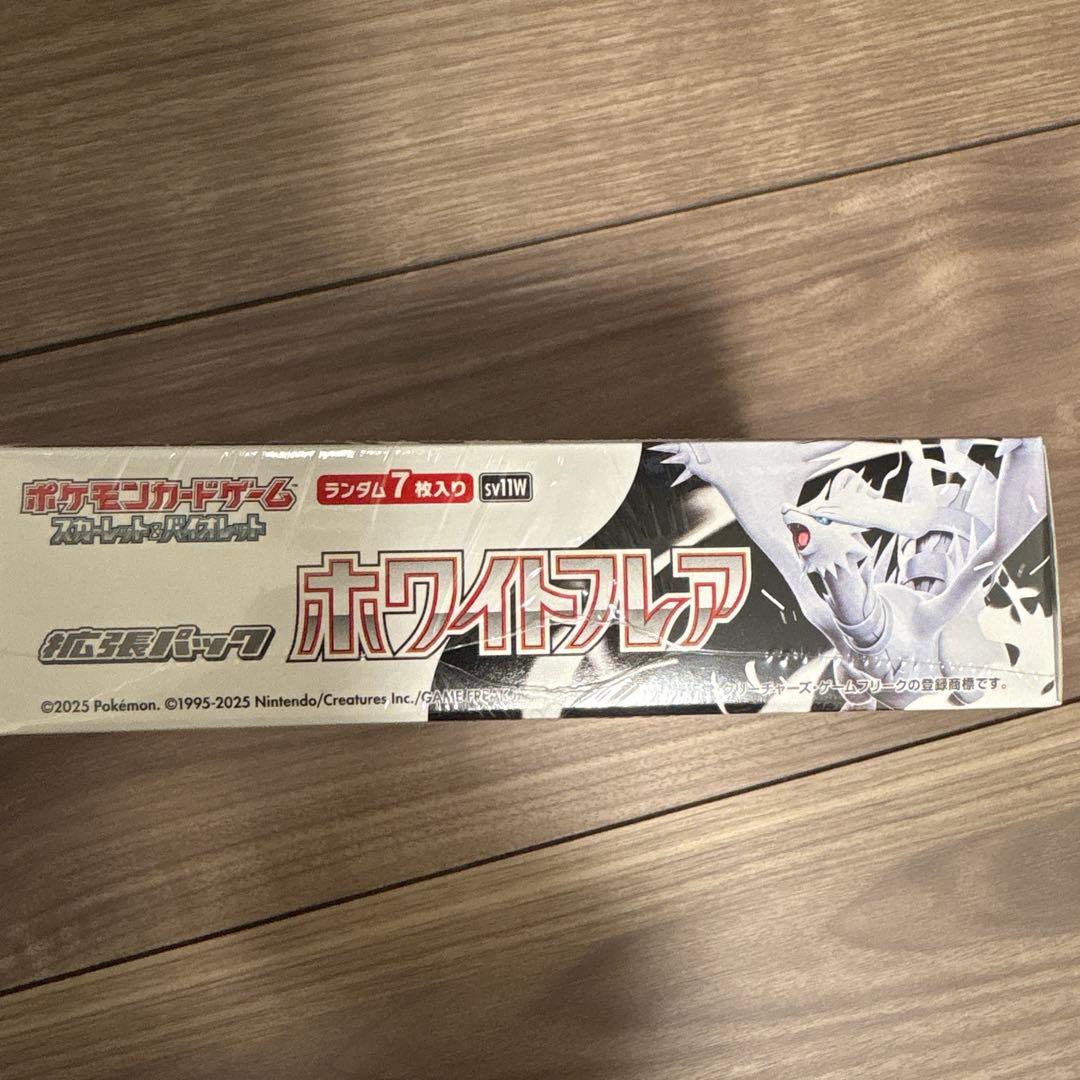 ポケモンカードゲーム
スカーレット&バイオレット
ランダム7枚入り
sv11W
拡張パック
ホワイトフレア
©2025 Pokémon. ©1995-2025 Nintendo/Creatures Inc./GAME FREAK
クリーチャーズ・ゲームフリークの登録商標です。